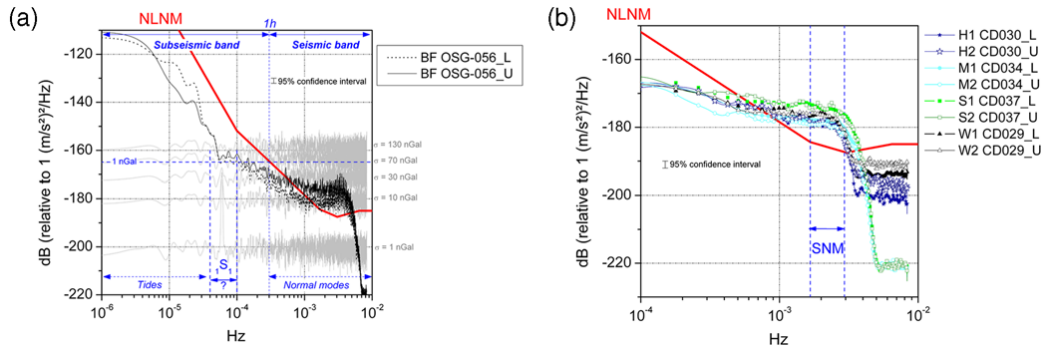 (a)
NLNM
1h
Subseismic band
Seismic band
BF OSG-056_L
BF OSG-056_U
95% confidence interval
1 nGal
σ = 130 nGal
σ = 70 nGal
σ = 30 nGal
σ = 10 nGal
σ = 1 nGal
₁S₁
?
Tides
Normal modes
dB (relative to 1 (m/s²)²/Hz)
-120
-140
-160
-180
-200
-220
10⁻⁶
10⁻⁵
10⁻⁴
10⁻³
10⁻²
Hz
(b)
NLNM
H1 CD030_L
H2 CD030_U
M1 CD034_L
M2 CD034_U
S1 CD037_L
S2 CD037_U
W1 CD029_L
W2 CD029_U
95% confidence interval
SNM
dB (relative to 1 (m/s²)²/Hz)
-160
-180
-200
-220
10⁻⁴
10⁻³
10⁻²
Hz